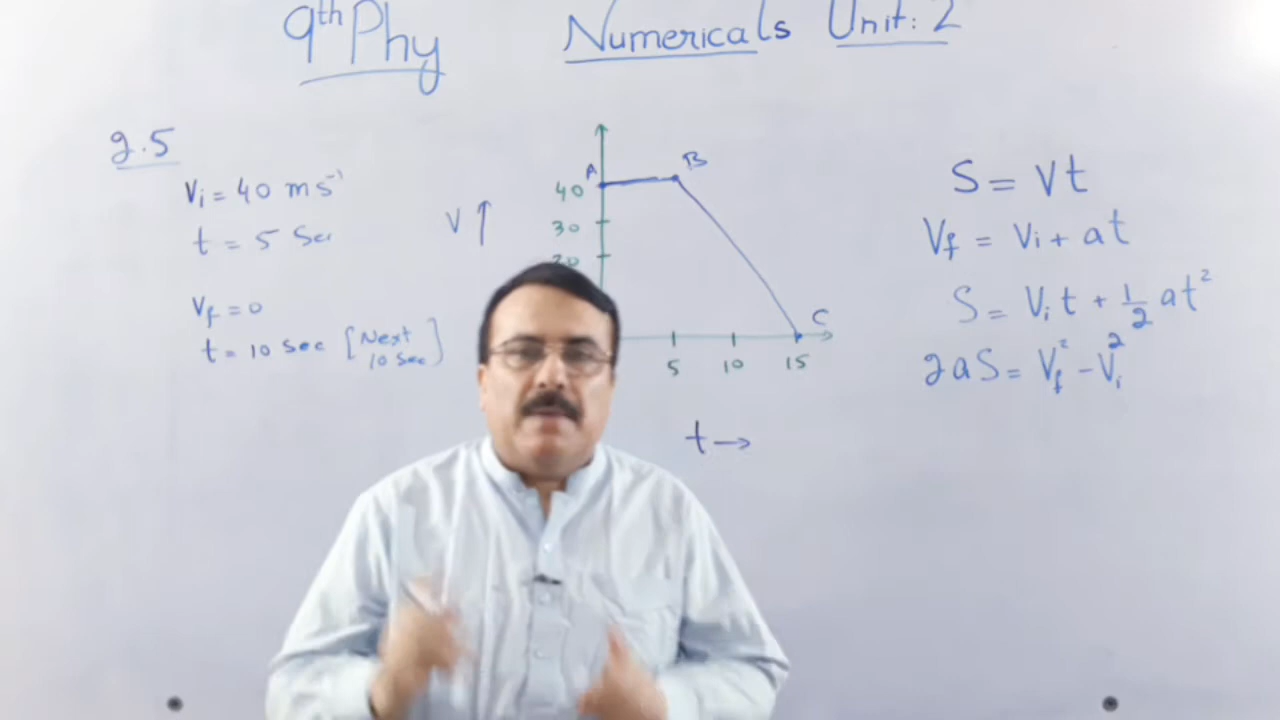 9th Phy Numericals Unit: 2
2.5
Vi = 40 m s⁻¹
t = 5 Sec
Vf = 0
t = 10 Sec [Next 10 Sec]
V ↑
A
B
40
30
20
C
5 10 15
t →
S = Vt
Vf = Vi + at
S = Vi t + 1/2 at²
2aS = Vf² - Vi²